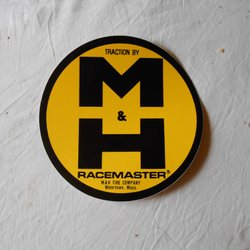 TRACTION BY
M
&
H
RACEMASTER®
M&H TIRE COMPANY
Watertown, Mass.